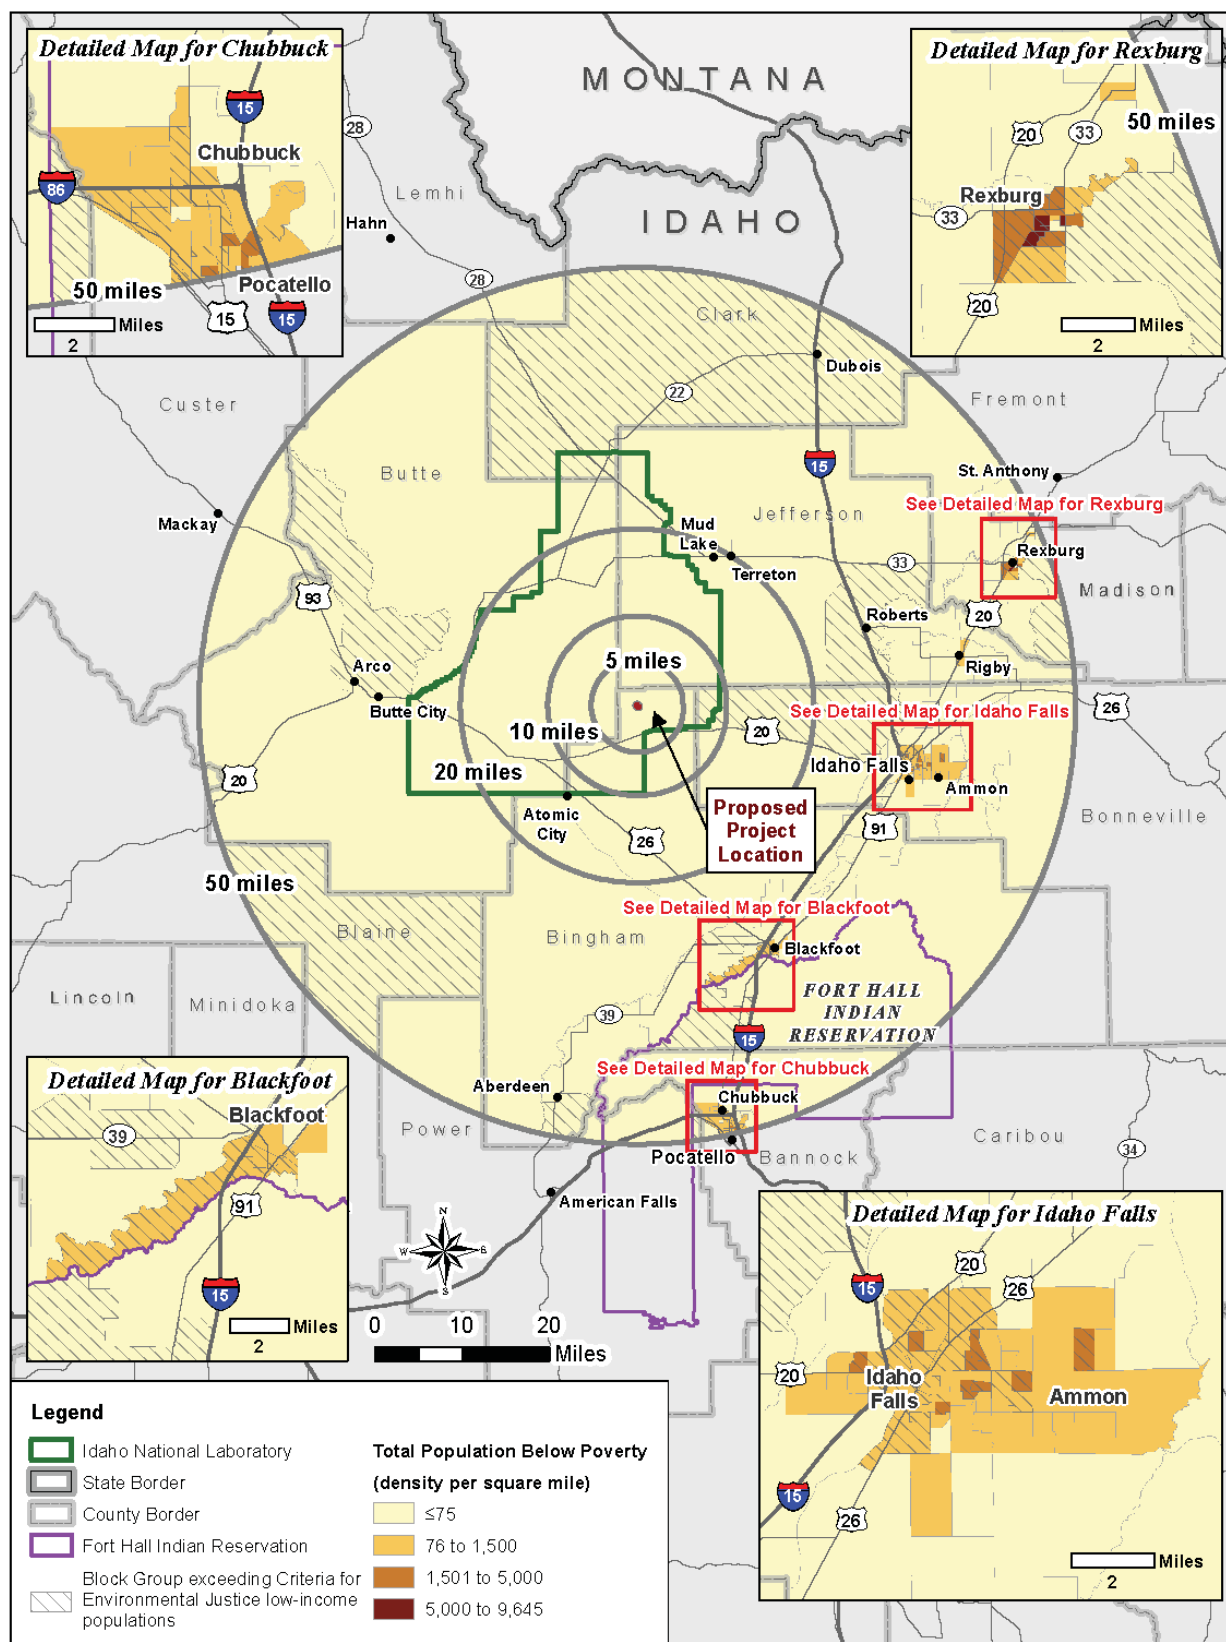 Detailed Map for Chubbuck
15
Chubbuck
86
50 miles
Pocatello
15
15
Miles
2
Detailed Map for Rexburg
20
33
50 miles
Rexburg
33
20
Miles
2
MONTANA
IDAHO
28
Lemhi
Hahn
28
Clark
Dubois
22
Custer
Fremont
Butte
15
St. Anthony
See Detailed Map for Rexburg
Mackay
Jefferson
Mud
Lake
Terreton
33
Rexburg
Madison
93
Roberts
20
5 miles
Rigby
Arco
Butte City
See Detailed Map for Idaho Falls
26
10 miles
20
20 miles
20
Idaho Falls
Ammon
Atomic
City
Proposed
Project
Location
26
91
Bonneville
50 miles
See Detailed Map for Blackfoot
Blaine
Bingham
Blackfoot
Lincoln
Minidoka
FORT HALL
INDIAN
RESERVATION
39
15
See Detailed Map for Chubbuck
Aberdeen
Chubbuck
Power
Caribou
Pocatello
Bannock
34
American Falls
Detailed Map for Blackfoot
Blackfoot
39
91
15
Miles
2
N
W E
S
0 10 20
Miles
Detailed Map for Idaho Falls
20
15
26
20
Idaho
Falls
Ammon
15
26
Miles
2
Legend
Idaho National Laboratory
State Border
County Border
Fort Hall Indian Reservation
Block Group exceeding Criteria for
Environmental Justice low-income
populations
Total Population Below Poverty
(density per square mile)
≤75
76 to 1,500
1,501 to 5,000
5,000 to 9,645